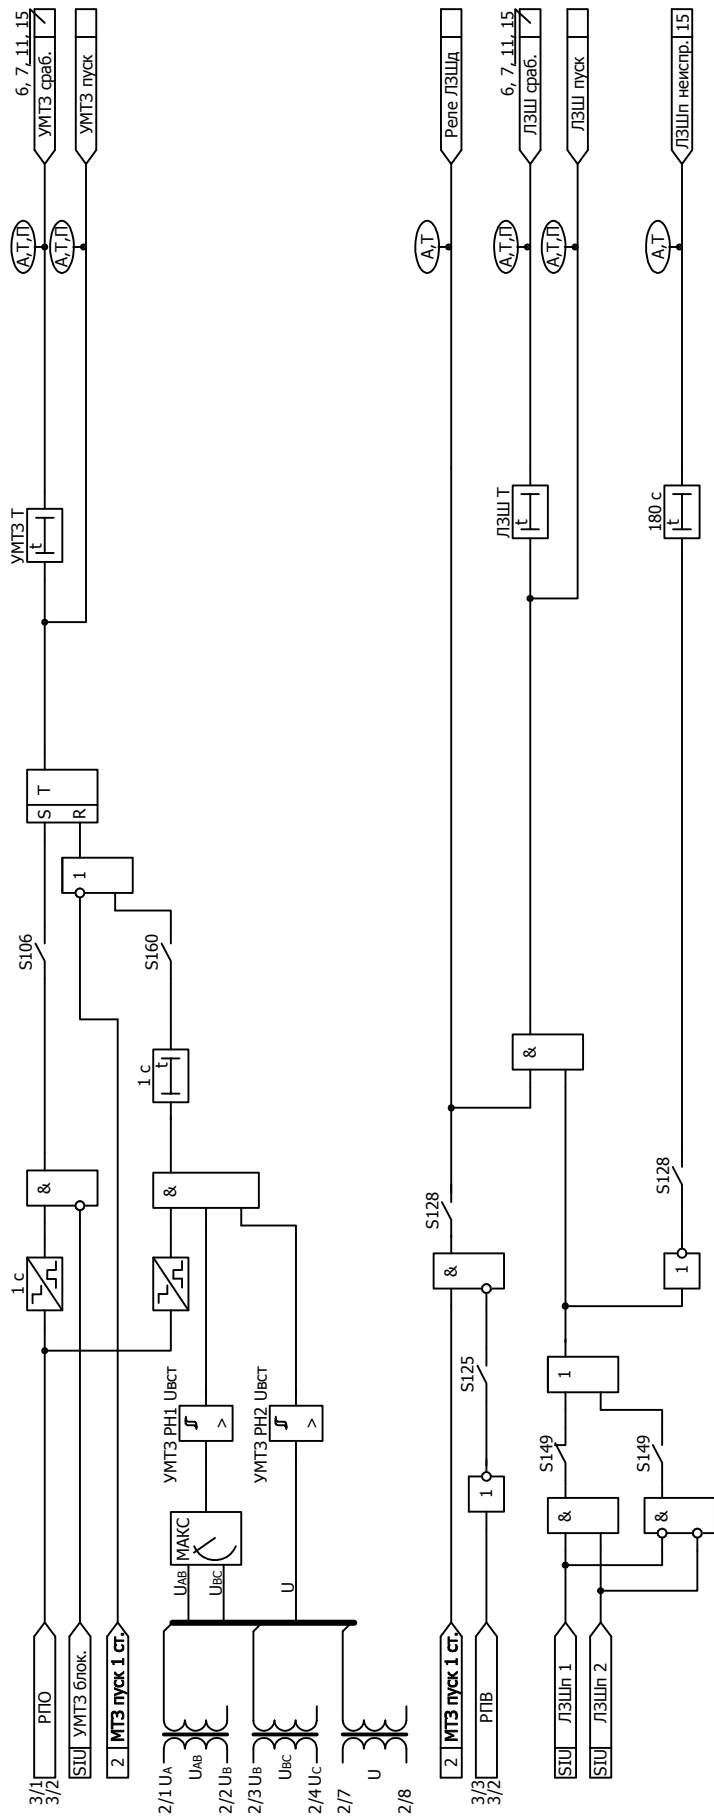 3/1
3/2
РПО
SIU УМТЗ блок.
2 МТЗ пуск 1 ст.
1 с
&
S106
S T
R
1
УМТЗ Т
t
А,Т,П
А,Т,П
6, 7, 11, 15
УМТЗ сраб.
УМТЗ пуск
&
1 с
t
S160
2/1 UA
UAB
2/2 UB
2/3 UB
UBC
2/4 UC
2/7
U
2/8
UAB
UBC
U
МАКС
УМТЗ РН1 Uвст
>
УМТЗ РН2 Uвст
>
2 МТЗ пуск 1 ст.
3/3
3/2
РПВ
1
S125
&
S128
А,Т
Реле ЛЗШд
SIU ЛЗШп 1
SIU ЛЗШп 2
&
&
S149
S149
1
&
ЛЗШ Т
t
А,Т,П
А,Т,П
6, 7, 11, 15
ЛЗШ сраб.
ЛЗШ пуск
1
S128
180 с
t
А,Т
ЛЗШп неиспр. 15